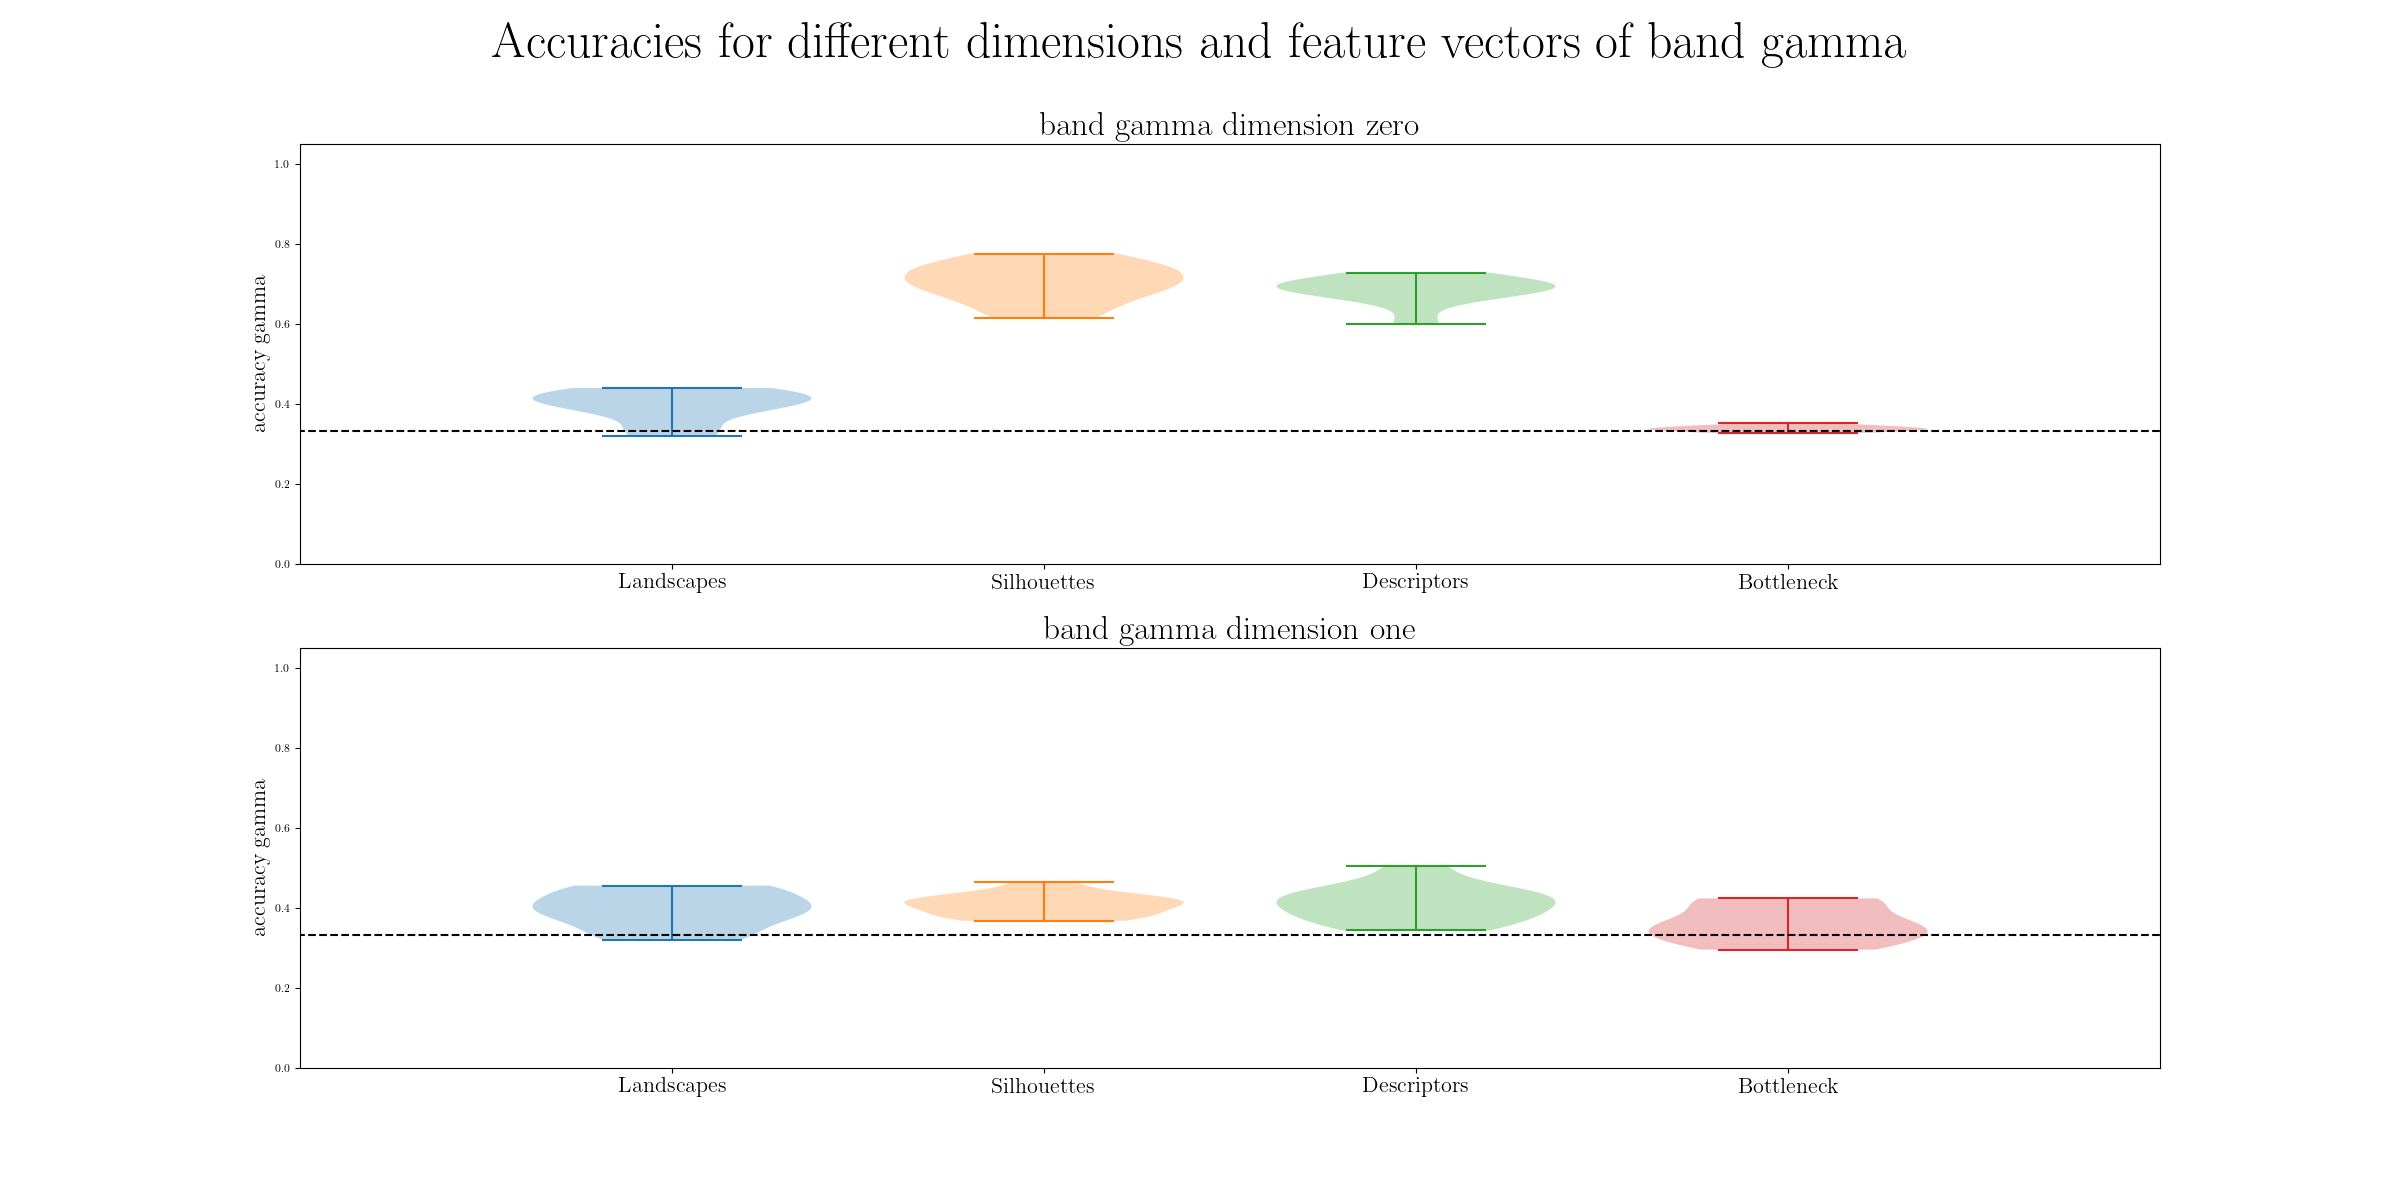 Accuracies for different dimensions and feature vectors of band gamma
band gamma dimension zero
accuracy gamma
1.0
0.8
0.6
0.4
0.2
0.0
Landscapes Silhouettes Descriptors Bottleneck
band gamma dimension one
accuracy gamma
1.0
0.8
0.6
0.4
0.2
0.0
Landscapes Silhouettes Descriptors Bottleneck